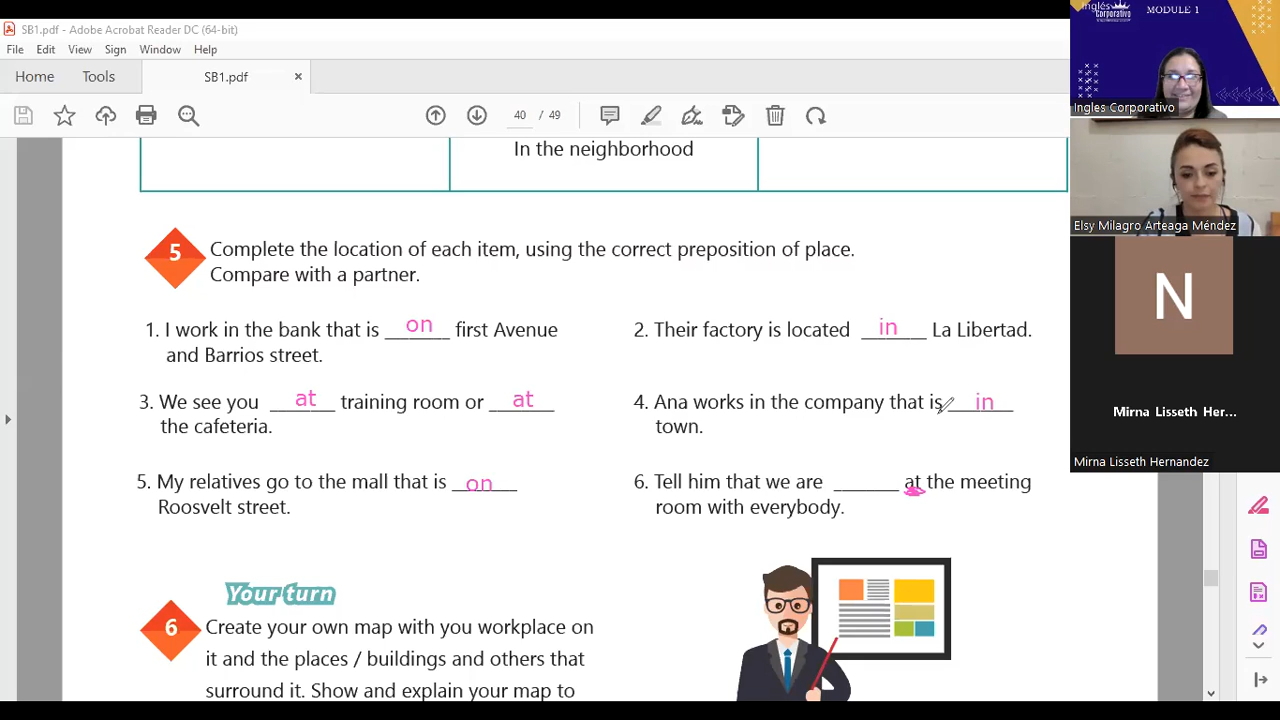 SB1.pdf - Adobe Acrobat Reader DC (64-bit)
File Edit View Sign Window Help
Home Tools SB1.pdf ×
40 / 49
In the neighborhood
5 Complete the location of each item, using the correct preposition of place.
Compare with a partner.
1. I work in the bank that is on first Avenue
and Barrios street.
2. Their factory is located in La Libertad.
3. We see you at training room or at
the cafeteria.
4. Ana works in the company that is in
town.
5. My relatives go to the mall that is on
Roosvelt street.
6. Tell him that we are ______ at the meeting
room with everybody.
Your turn
6 Create your own map with you workplace on
it and the places / buildings and others that
surround it. Show and explain your map to
inglés
corporativo
MODULE 1
Ingles Corporativo
Elsy Milagro Arteaga Méndez
N
Mirna Lisseth Her...
Mirna Lisseth Hernandez